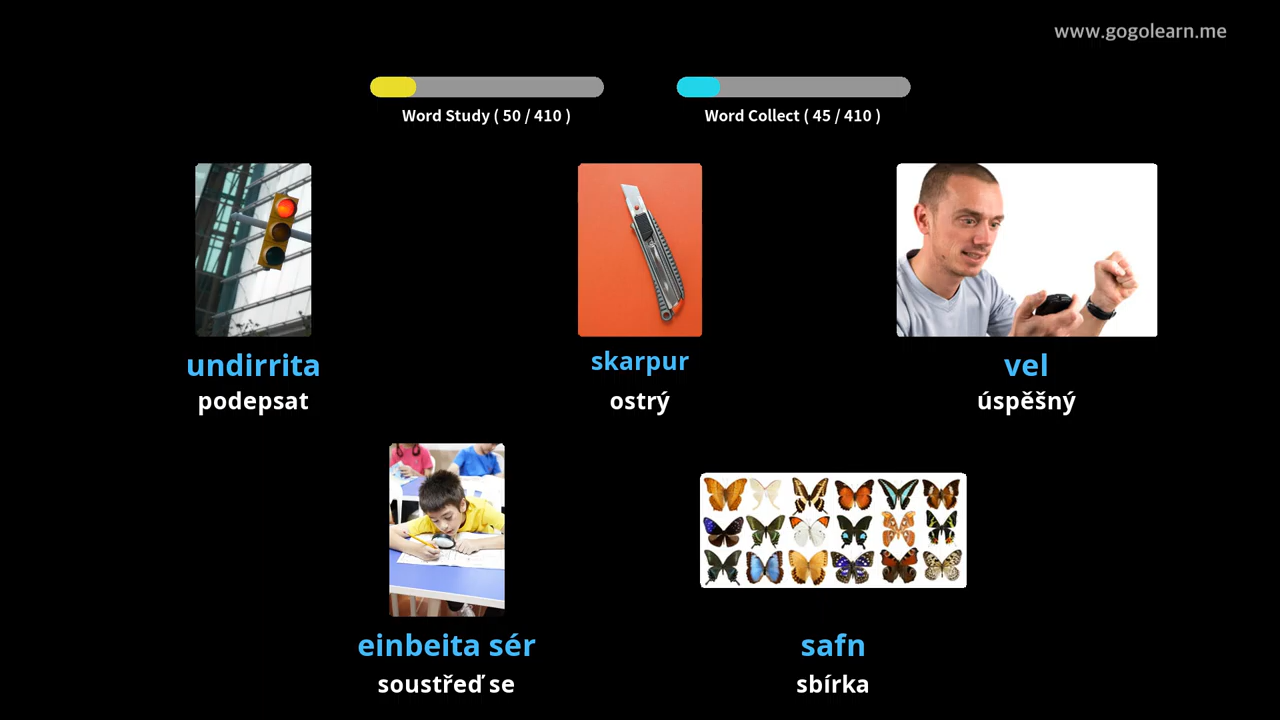 www.gogolearn.me
Word Study ( 50 / 410 )
Word Collect ( 45 / 410 )
undirrita
podepsat
skarpur
ostrý
vel
úspěšný
einbeita sér
soustřeď se
safn
sbírka